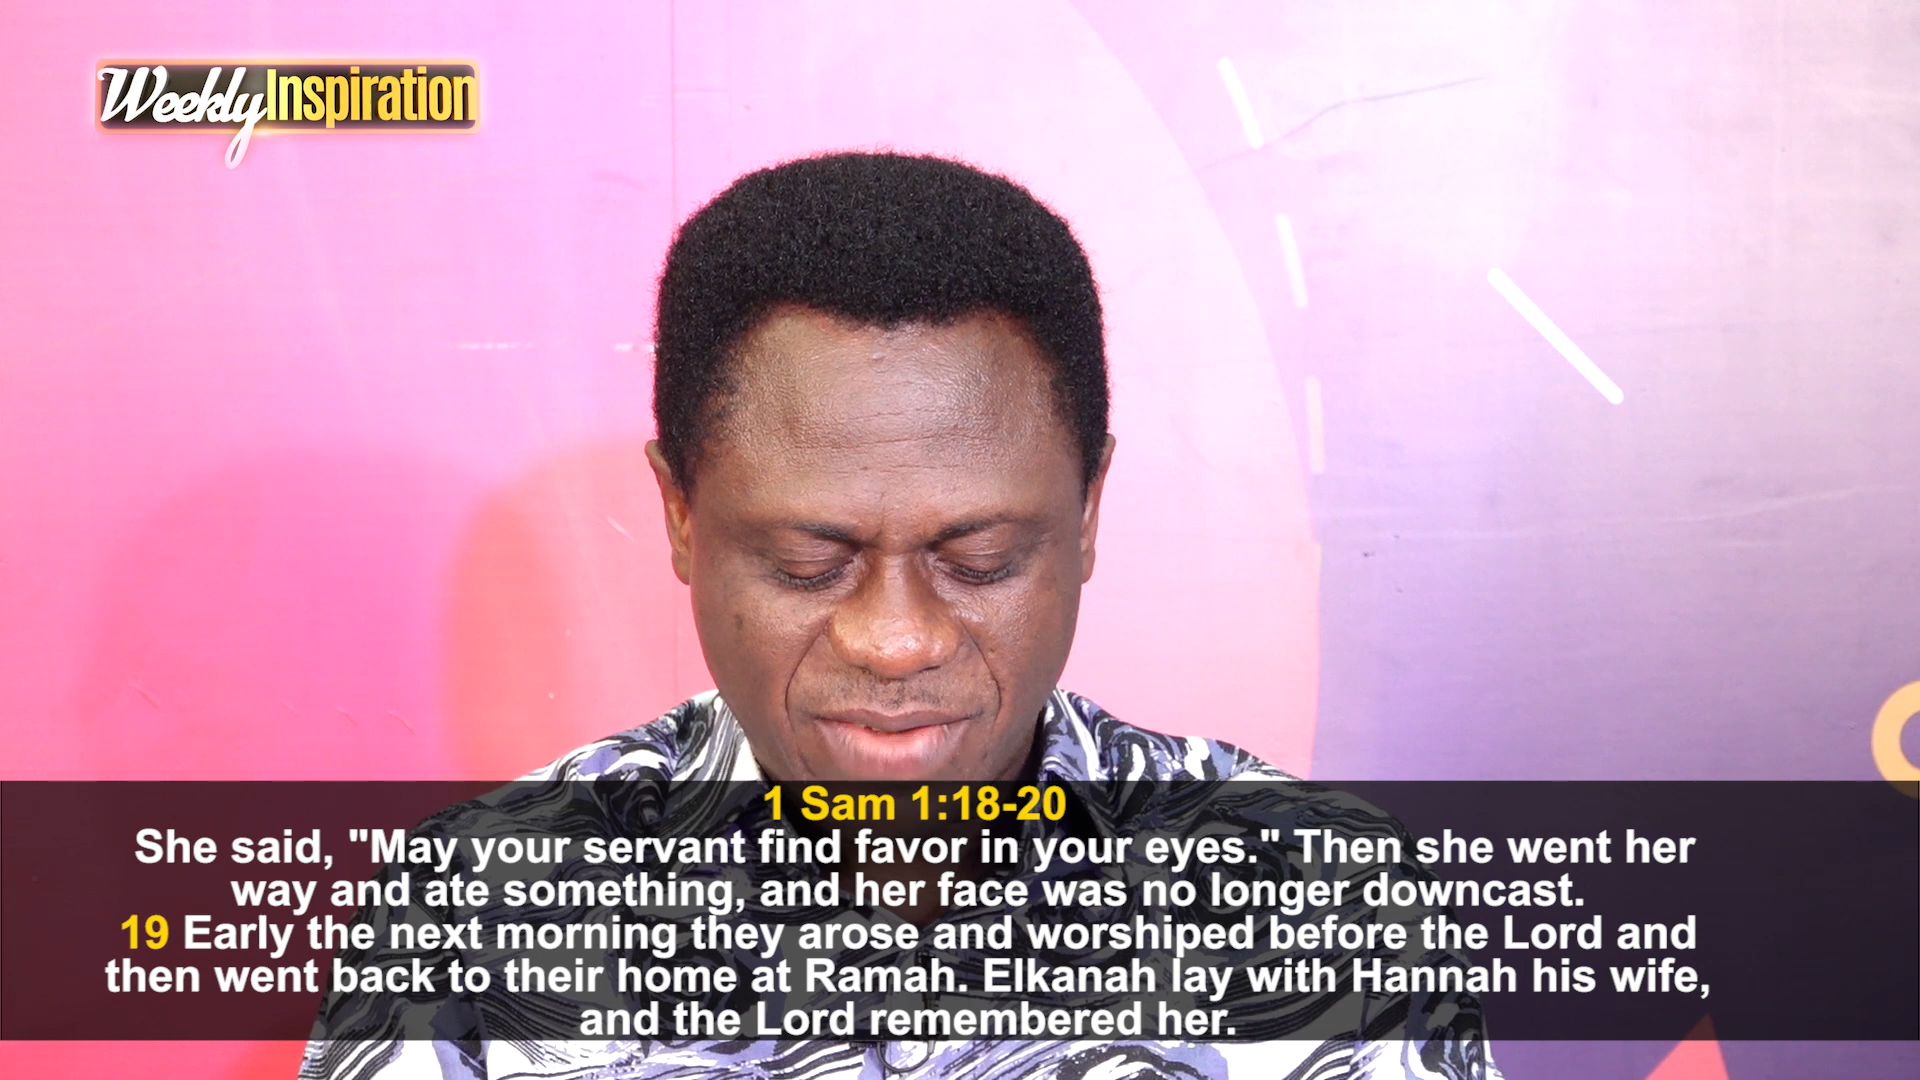 Weekly Inspiration
1 Sam 1:18-20
She said, "May your servant find favor in your eyes." Then she went her
way and ate something, and her face was no longer downcast.
19 Early the next morning they arose and worshiped before the Lord and
then went back to their home at Ramah. Elkanah lay with Hannah his wife,
and the Lord remembered her.